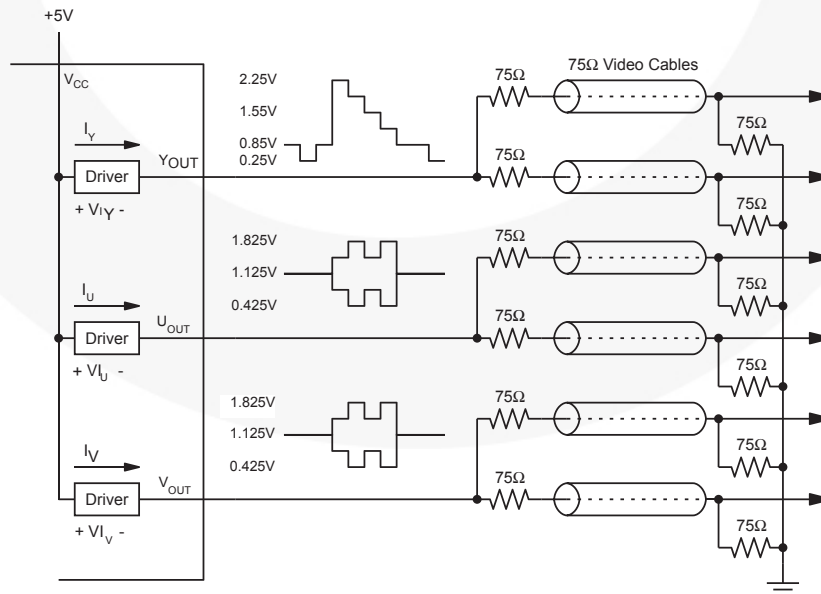 +5V
V_CC
I_Y
Driver
+ V_IY -
Y_OUT
2.25V
1.55V
0.85V
0.25V
75Ω
75Ω Video Cables
75Ω
75Ω
75Ω
I_U
Driver
+ VI_U -
U_OUT
1.825V
1.125V
0.425V
75Ω
75Ω
75Ω
75Ω
I_V
Driver
+ VI_V -
V_OUT
1.825V
1.125V
0.425V
75Ω
75Ω
75Ω
75Ω